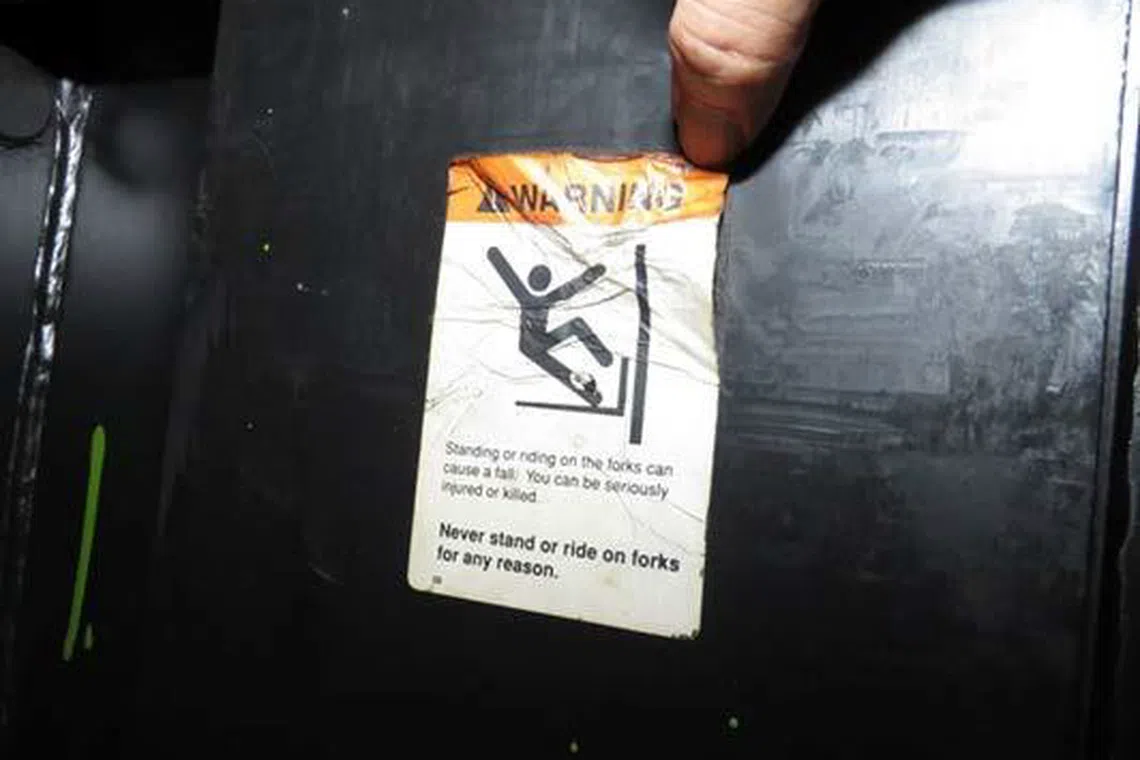 WARNING
Standing or riding on the forks can
cause a fall. You can be seriously
injured or killed.
Never stand or ride on forks
for any reason.